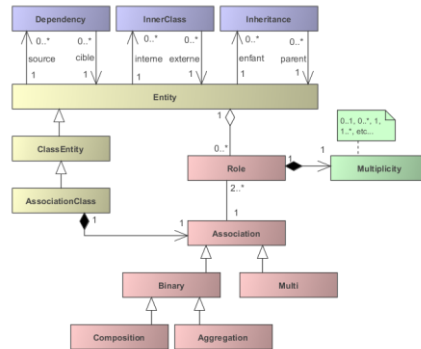 Dependency InnerClass Inheritance
0..* 0..* 0..* 0..* 0..* 0..*
source cible interne externe enfant parent
1 1 1 1 1 1
Entity
1
0..1, 0..*, 1,
1..*, etc...
ClassEntity
0..*
1 1
Role Multiplicity
AssociationClass
2..*
1 1 1
Association
Binary Multi
Composition Aggregation